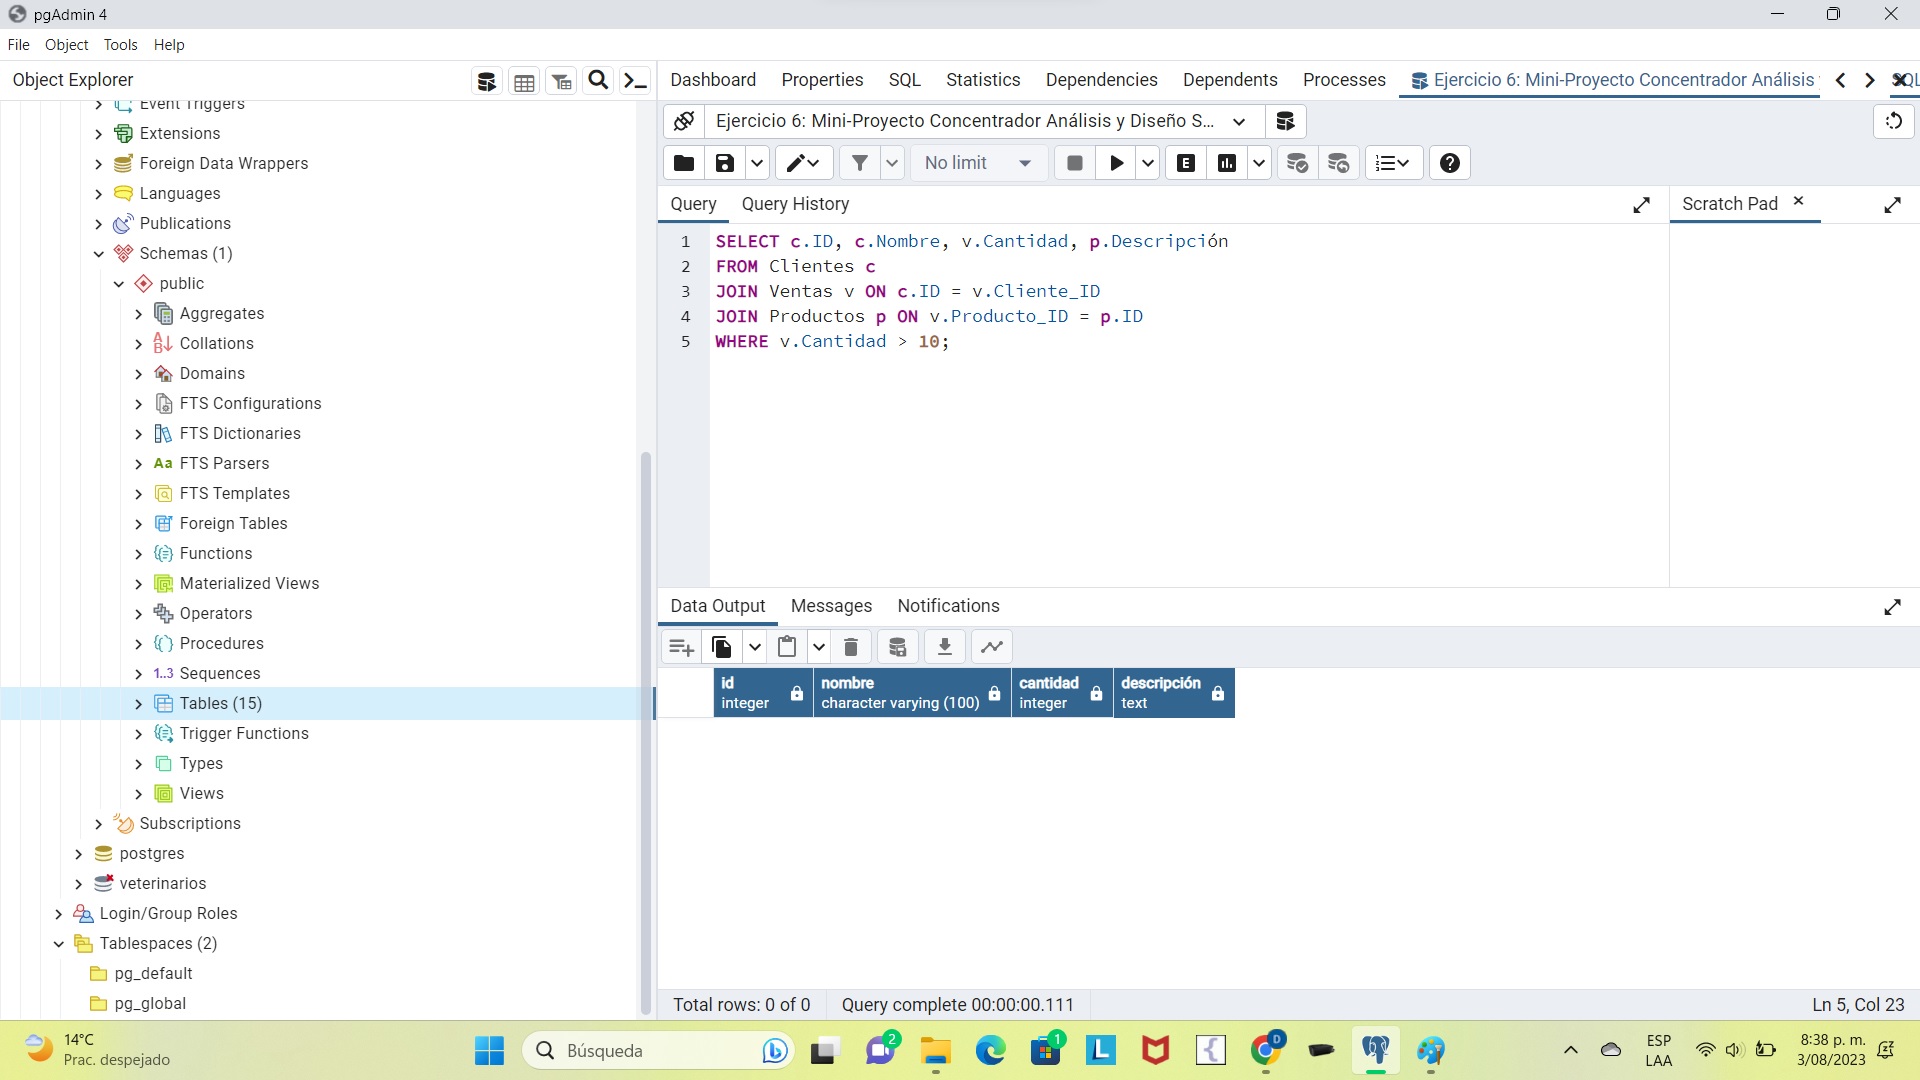 pgAdmin 4
File Object Tools Help
Object Explorer
Dashboard Properties SQL Statistics Dependencies Dependents Processes Ejercicio 6: Mini-Proyecto Concentrador Análisis
Ejercicio 6: Mini-Proyecto Concentrador Análisis y Diseño S...
No limit
E
Query Query History
Scratch Pad
1 SELECT c.ID, c.Nombre, v.Cantidad, p.Descripción
2 FROM Clientes c
3 JOIN Ventas v ON c.ID = v.Cliente_ID
4 JOIN Productos p ON v.Producto_ID = p.ID
5 WHERE v.Cantidad > 10;
Event Triggers
Extensions
Foreign Data Wrappers
Languages
Publications
Schemas (1)
public
Aggregates
Collations
Domains
FTS Configurations
FTS Dictionaries
Aa FTS Parsers
FTS Templates
Foreign Tables
Functions
Materialized Views
Operators
Procedures
1..3 Sequences
Tables (15)
Trigger Functions
Types
Views
Subscriptions
postgres
veterinarios
Login/Group Roles
Tablespaces (2)
pg_default
pg_global
Data Output Messages Notifications
id
integer
nombre
character varying (100)
cantidad
integer
descripción
text
Total rows: 0 of 0 Query complete 00:00:00.111 Ln 5, Col 23
14°C
Prac. despejado
Búsqueda
2
1
L
D
ESP
LAA
8:38 p. m.
3/08/2023